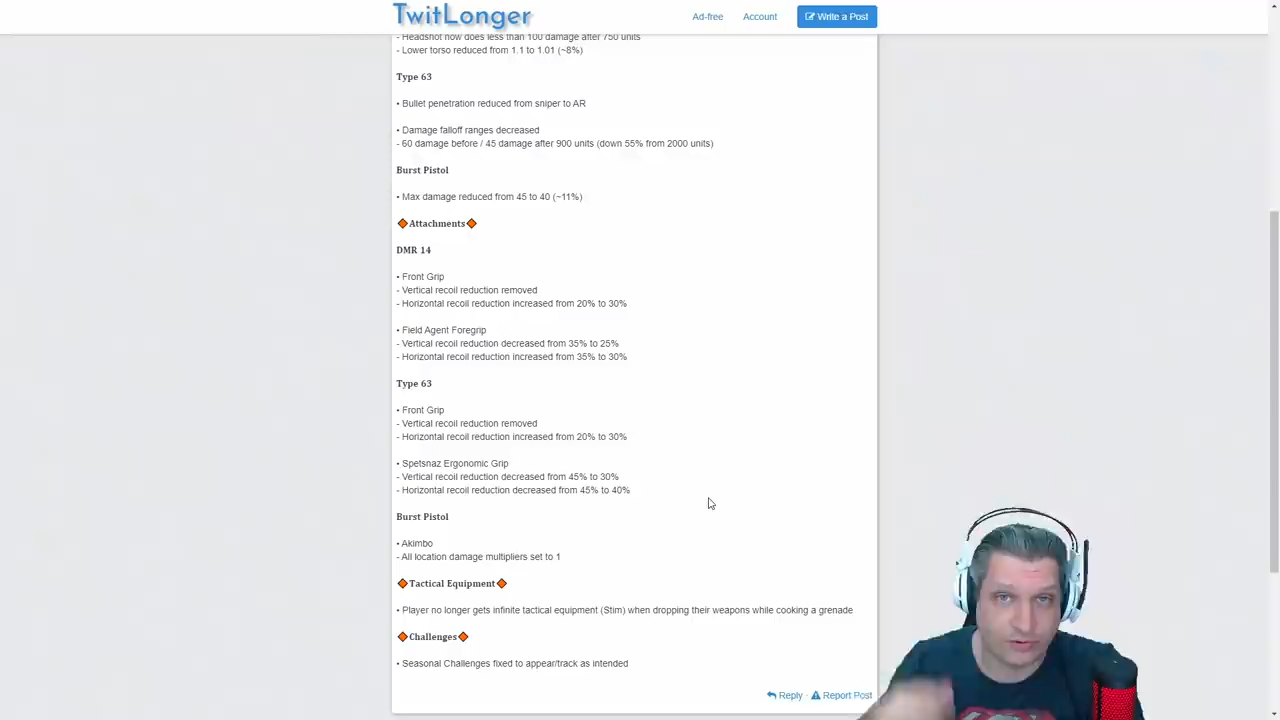 TwitLonger
Ad-free
Account
Write a Post
- Headshot now does less than 100 damage after 750 units
- Lower torso reduced from 1.1 to 1.01 (~8%)
Type 63
• Bullet penetration reduced from sniper to AR
• Damage falloff ranges decreased
- 60 damage before / 45 damage after 900 units (down 55% from 2000 units)
Burst Pistol
• Max damage reduced from 45 to 40 (~11%)
🔶Attachments🔶
DMR 14
• Front Grip
- Vertical recoil reduction removed
- Horizontal recoil reduction increased from 20% to 30%
• Field Agent Foregrip
- Vertical recoil reduction decreased from 35% to 25%
- Horizontal recoil reduction increased from 35% to 30%
Type 63
• Front Grip
- Vertical recoil reduction removed
- Horizontal recoil reduction increased from 20% to 30%
• Spetsnaz Ergonomic Grip
- Vertical recoil reduction decreased from 45% to 30%
- Horizontal recoil reduction decreased from 45% to 40%
Burst Pistol
• Akimbo
- All location damage multipliers set to 1
🔶Tactical Equipment🔶
• Player no longer gets infinite tactical equipment (Stim) when dropping their weapons while cooking a grenade
🔶Challenges🔶
• Seasonal Challenges fixed to appear/track as intended
Reply · Report Post